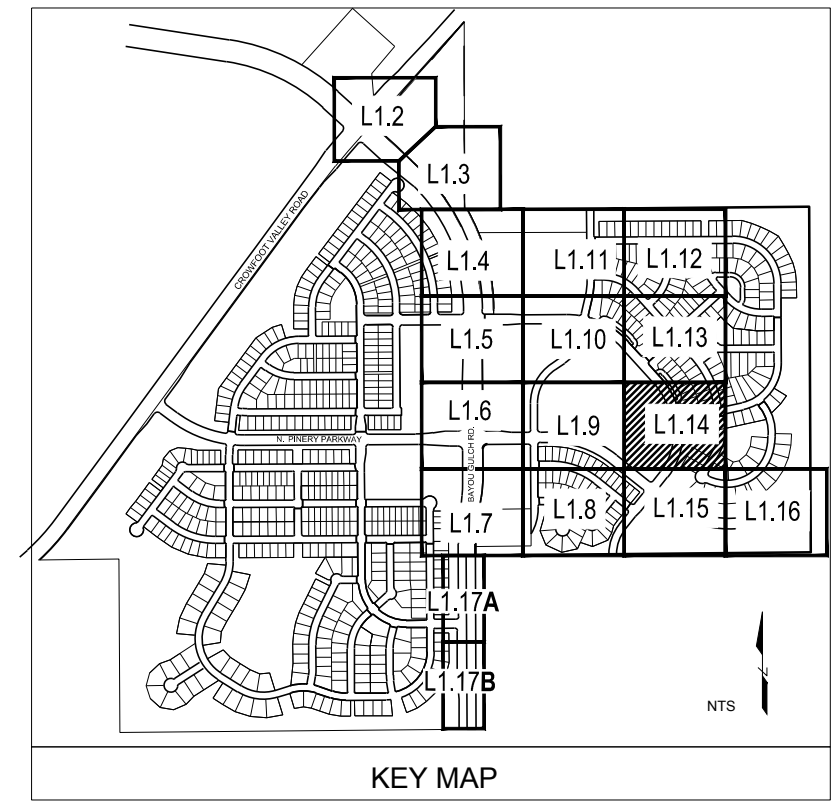 L1.2
L1.3
CROWFOOT VALLEY ROAD
L1.4
L1.11
L1.12
L1.5
L1.10
L1.13
L1.6
L1.9
L1.14
N. PINERY PARKWAY
BAYOU GULCH RD.
L1.7
L1.8
L1.15
L1.16
L1.17A
L1.17B
NTS
N
KEY MAP